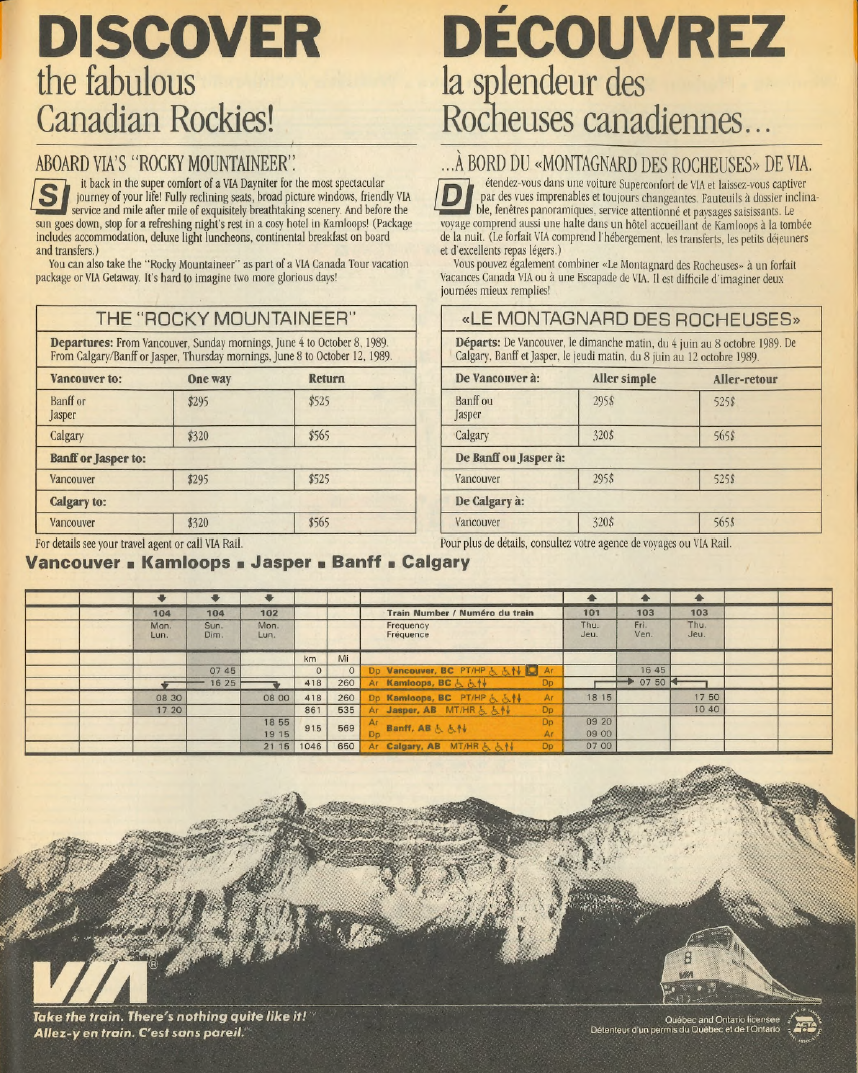 DISCOVER
the fabulous
Canadian Rockies!
ABOARD VIA'S "ROCKY MOUNTAINEER".
Sit back in the super comfort of a VIA Dayniter for the most spectacular
journey of your life! Fully reclining seats, broad picture windows, friendly VIA
service and mile after mile of exquisitely breathtaking scenery. And before the
sun goes down, stop for a refreshing night's rest in a cosy hotel in Kamloops! (Package
includes accommodation, deluxe light luncheons, continental breakfast on board
and transfers.)
You can also take the "Rocky Mountaineer" as part of a VIA Canada Tour vacation
package or VIA Getaway. It's hard to imagine two more glorious days!
THE "ROCKY MOUNTAINEER"
Departures: From Vancouver, Sunday mornings, June 4 to October 8, 1989.
From Calgary/Banff or Jasper, Thursday mornings, June 8 to October 12, 1989.
Vancouver to: One way Return
Banff or
Jasper $295 $525
Calgary $320 $565
Banff or Jasper to:
Vancouver $295 $525
Calgary to:
Vancouver $320 $565
For details see your travel agent or call VIA Rail.
DÉCOUVREZ
la splendeur des
Rocheuses canadiennes...
...À BORD DU «MONTAGNARD DES ROCHEUSES» DE VIA.
Détendez-vous dans une voiture Superconfort de VIA et laissez-vous captiver
par des vues imprenables et toujours changeantes. Fauteuils à dossier inclina-
ble, fenêtres panoramiques, service attentionné et paysages saisissants. Le
voyage comprend aussi une halte dans un hôtel accueillant de Kamloops à la tombée
de la nuit. (Le forfait VIA comprend l'hébergement, les transferts, les petits déjeuners
et d'excellents repas légers.)
Vous pouvez également combiner «Le Montagnard des Rocheuses» à un forfait
Vacances Canada VIA ou à une Escapade de VIA. Il est difficile d'imaginer deux
journées mieux remplies!
«LE MONTAGNARD DES ROCHEUSES»
Départs: De Vancouver, le dimanche matin, du 4 juin au 8 octobre 1989. De
Calgary, Banff et Jasper, le jeudi matin, du 8 juin au 12 octobre 1989.
De Vancouver à: Aller simple Aller-retour
Banff ou
Jasper 295$ 525$
Calgary 320$ 565$
De Banff ou Jasper à:
Vancouver 295$ 525$
De Calgary à:
Vancouver 320$ 565$
Pour plus de détails, consultez votre agence de voyages ou VIA Rail.
Vancouver ■ Kamloops ■ Jasper ■ Banff ■ Calgary
104 104 102 Train Number / Numéro du train 101 103 103
Mon. Sun. Mon. Frequency Thu. Fri. Thu.
Lun. Dim. Lun. Fréquence Jeu. Ven. Jeu.
km Mi
07 45 0 0 Dp Vancouver, BC PT/HP Ar 16 45
16 25 418 260 Ar Kamloops, BC Dp 07 50
08 30 08 00 418 260 Dp Kamloops, BC PT/HP Ar 18 15 17 50
17 20 861 535 Ar Jasper, AB MT/HR Dp 10 40
18 55 915 569 Ar Banff, AB Dp 09 20
19 15 Dp Ar 09 00
21 15 1046 650 Ar Calgary, AB MT/HR Dp 07 00
VIA®
Take the train. There's nothing quite like it!™
Allez-y en train. C'est sans pareil.™
Québec and Ontario licensee
Détenteur d'un permis du Québec et de l'Ontario
ACTA